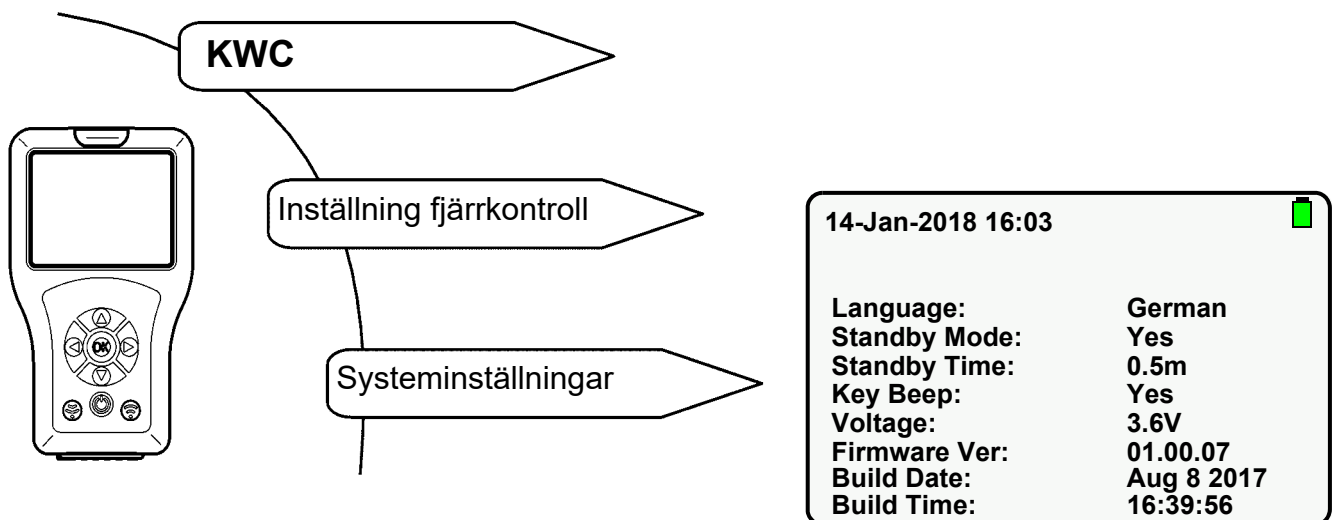 KWC
Inställning fjärrkontroll
Systeminställningar
OK
14-Jan-2018 16:03
Language: German
Standby Mode: Yes
Standby Time: 0.5m
Key Beep: Yes
Voltage: 3.6V
Firmware Ver: 01.00.07
Build Date: Aug 8 2017
Build Time: 16:39:56